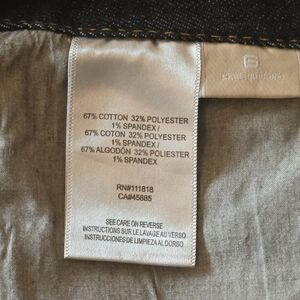 6
67% COTTON 32% POLYESTER
1% SPANDEX /
67% COTON 32% POLYESTER
1% SPANDEX /
67% ALGODÓN 32% POLIESTER
1% SPANDEX
RN#111818
CA#45885
SEE CARE ON REVERSE
INSTRUCTIONS SUR LE LAVAGE AU VERSO
INSTRUCCIONES DE LIMPIEZA AL DORSO